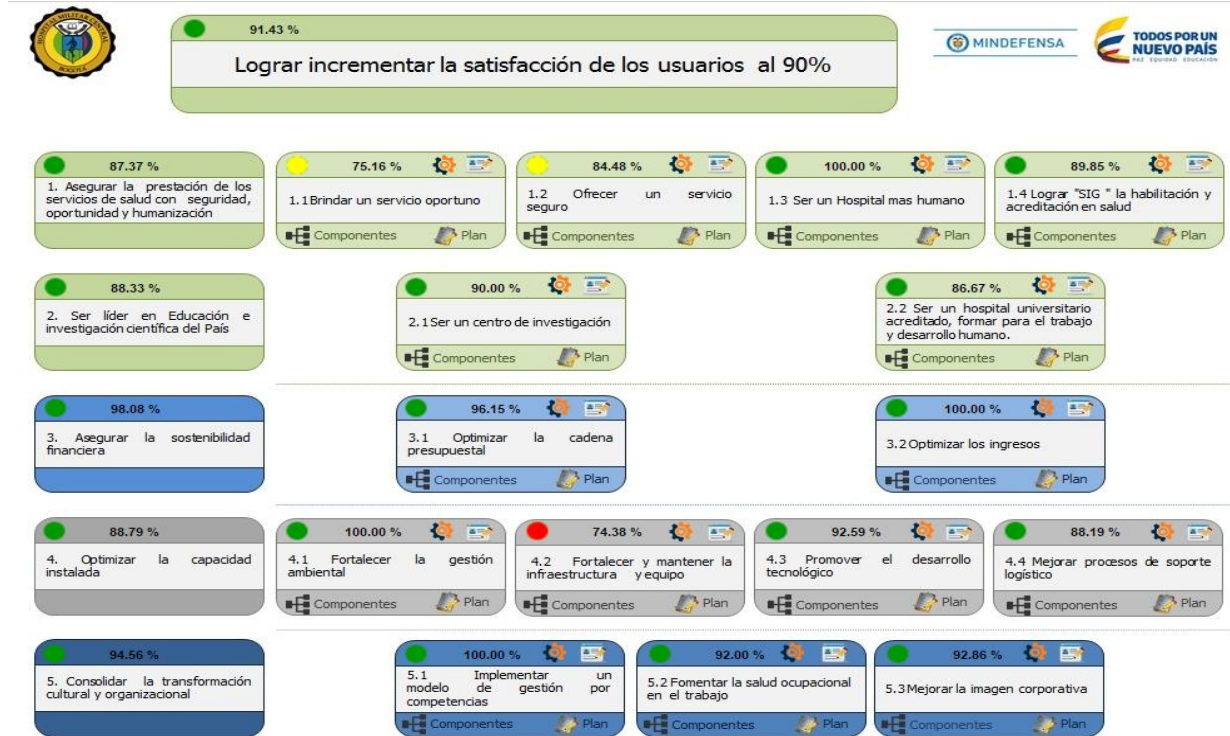 HOSPITAL MILITAR CENTRAL
BOGOTA
91.43 %
Lograr incrementar la satisfacción de los usuarios al 90%
MINDEFENSA
TODOS POR UN
NUEVO PAÍS
PAZ EQUIDAD EDUCACIÓN
87.37 %
1. Asegurar la prestación de los
servicios de salud con seguridad,
oportunidad y humanización
75.16 %
1.1Brindar un servicio oportuno
Componentes Plan
84.48 %
1.2 Ofrecer un servicio
seguro
Componentes Plan
100.00 %
1.3 Ser un Hospital mas humano
Componentes Plan
89.85 %
1.4 Lograr "SIG " la habilitación y
acreditación en salud
Componentes Plan
88.33 %
2. Ser líder en Educación e
investigación científica del País
90.00 %
2.1Ser un centro de investigación
Componentes Plan
86.67 %
2.2 Ser un hospital universitario
acreditado, formar para el trabajo
y desarrollo humano.
Componentes Plan
98.08 %
3. Asegurar la sostenibilidad
financiera
96.15 %
3.1 Optimizar la cadena
presupuestal
Componentes Plan
100.00 %
3.2Optimizar los ingresos
Componentes Plan
88.79 %
4. Optimizar la capacidad
instalada
100.00 %
4.1 Fortalecer la gestión
ambiental
Componentes Plan
74.38 %
4.2 Fortalecer y mantener la
infraestructura y equipo
Componentes Plan
92.59 %
4.3 Promover el desarrollo
tecnológico
Componentes Plan
88.19 %
4.4 Mejorar procesos de soporte
logístico
Componentes Plan
94.56 %
5. Consolidar la transformación
cultural y organizacional
100.00 %
5.1 Implementar un
modelo de gestión por
competencias
Componentes Plan
92.00 %
5.2 Fomentar la salud ocupacional
en el trabajo
Componentes Plan
92.86 %
5.3Mejorar la imagen corporativa
Componentes Plan